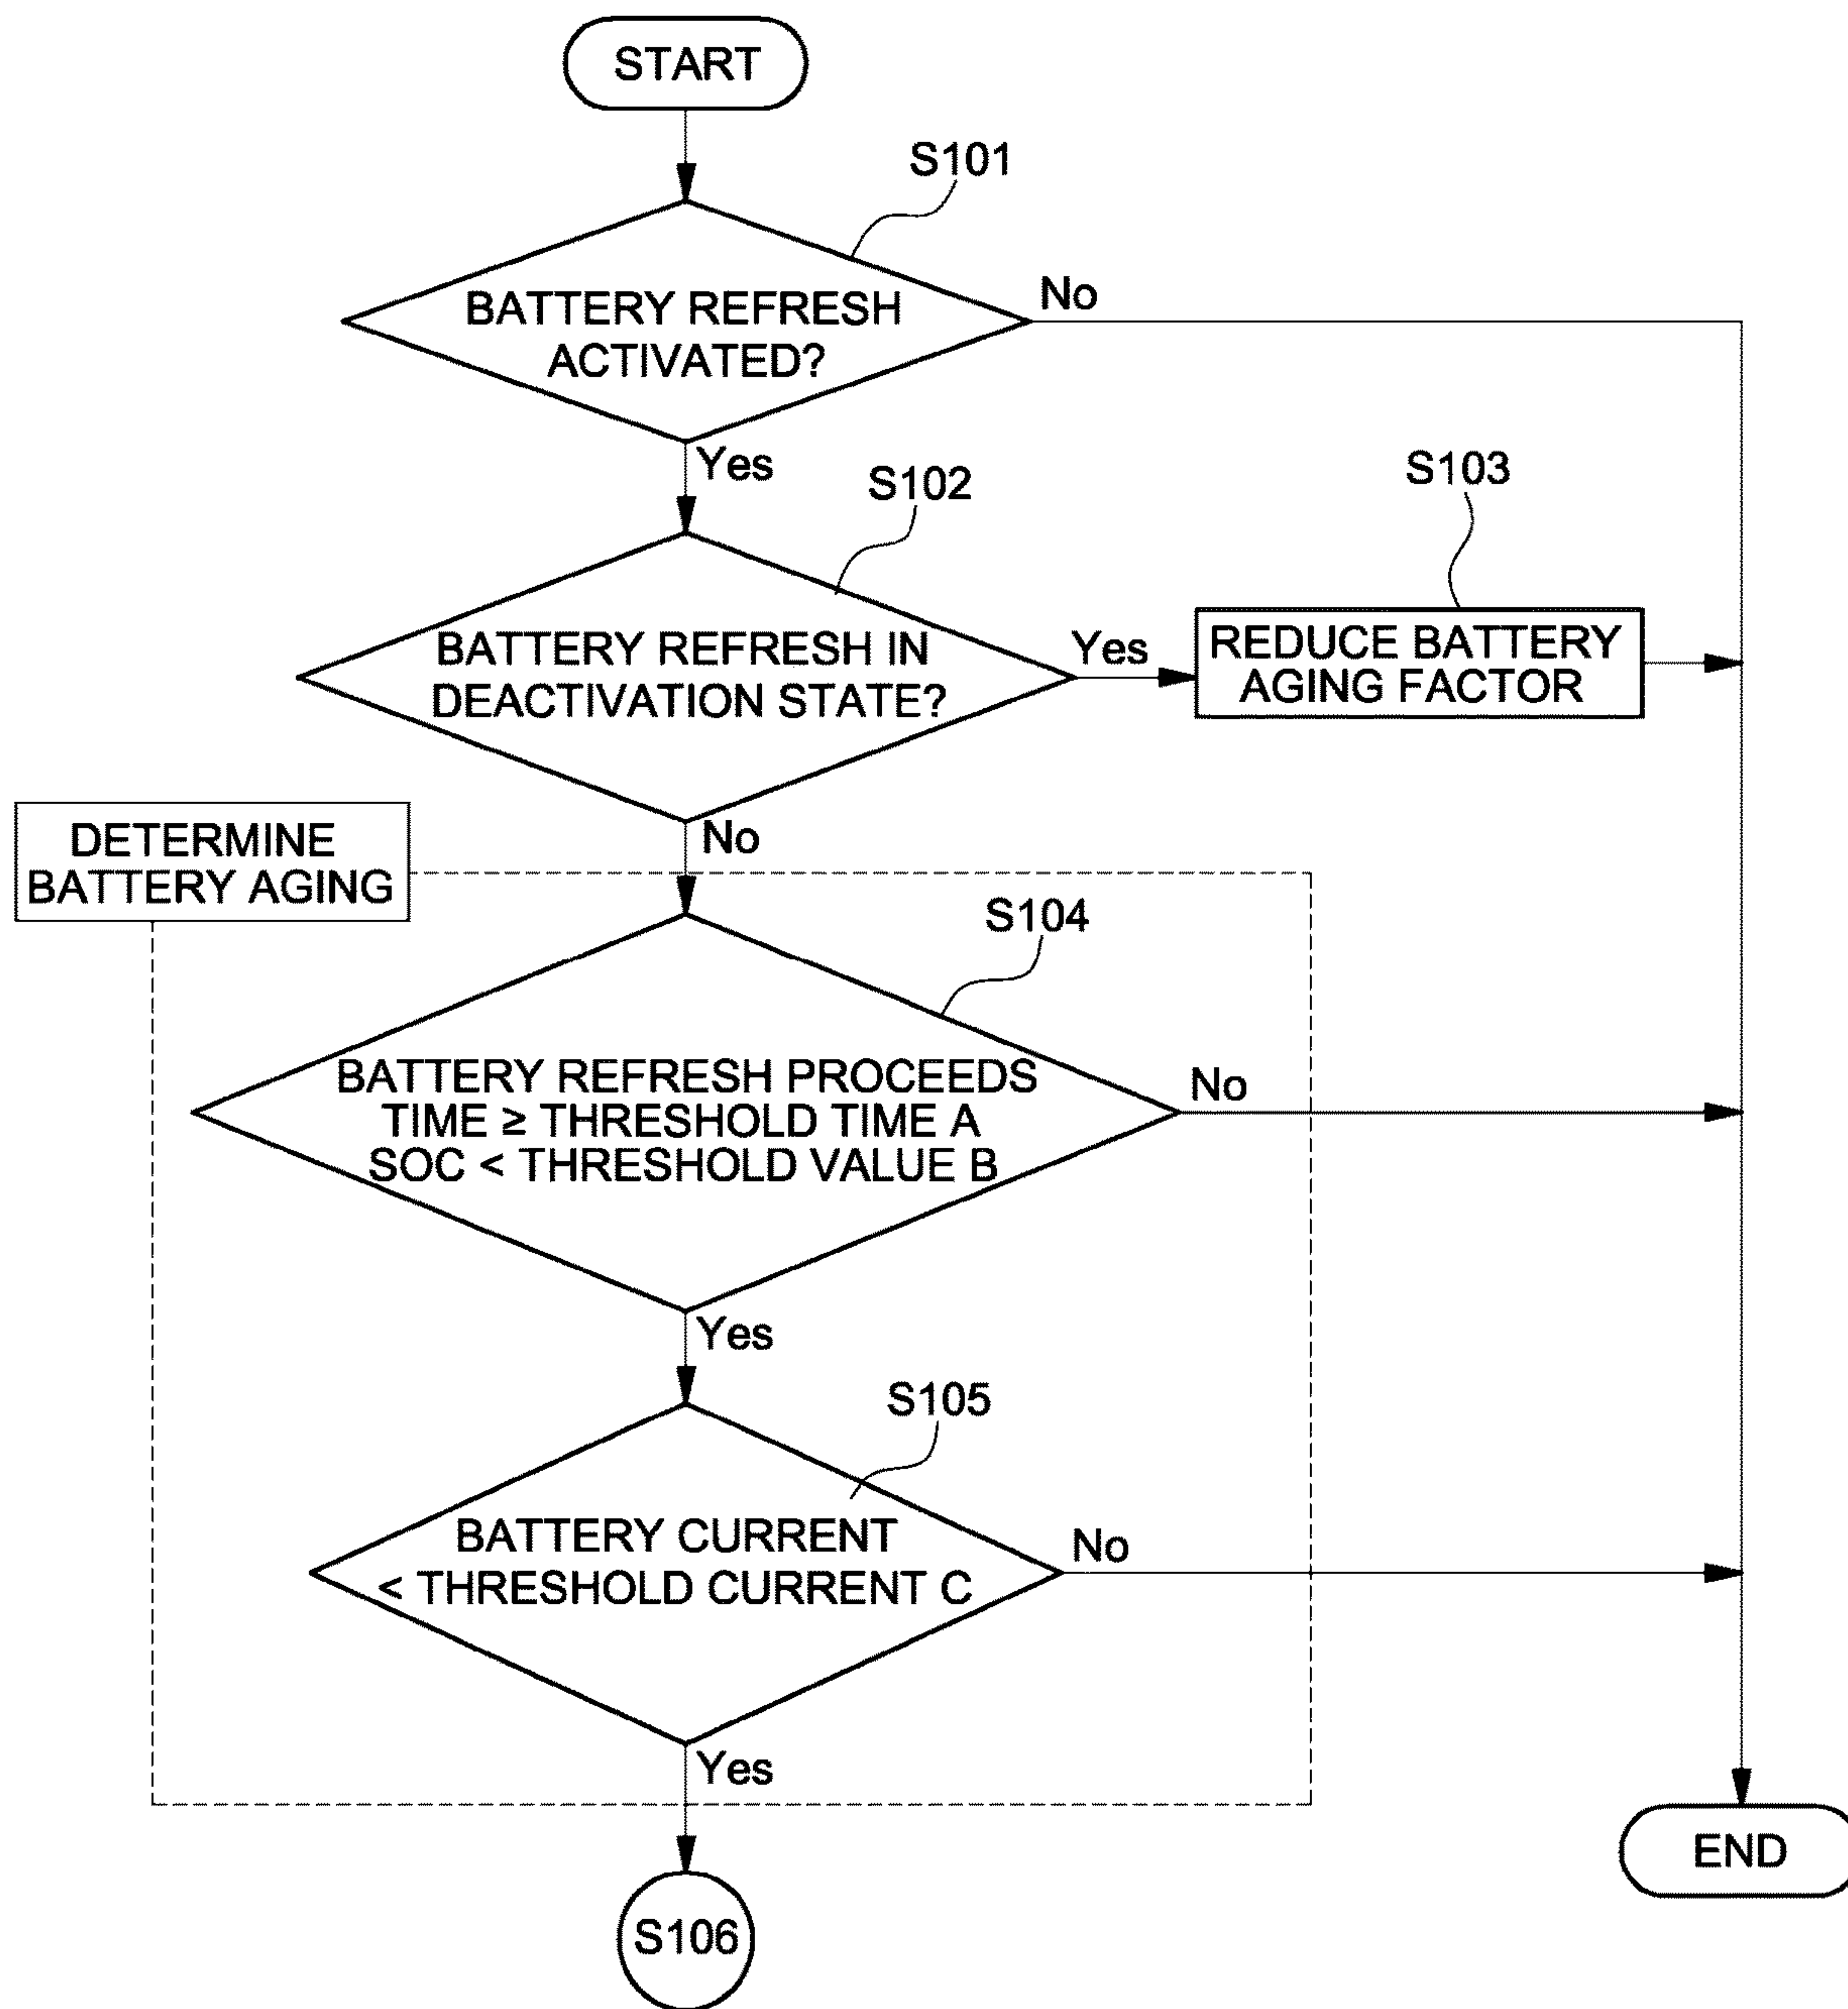 START
S101
BATTERY REFRESH
ACTIVATED?
No
Yes
S102
S103
BATTERY REFRESH IN
DEACTIVATION STATE?
Yes
REDUCE BATTERY
AGING FACTOR
No
DETERMINE
BATTERY AGING
S104
BATTERY REFRESH PROCEEDS
TIME ≥ THRESHOLD TIME A
SOC < THRESHOLD VALUE B
No
Yes
S105
BATTERY CURRENT
< THRESHOLD CURRENT C
No
Yes
END
S106